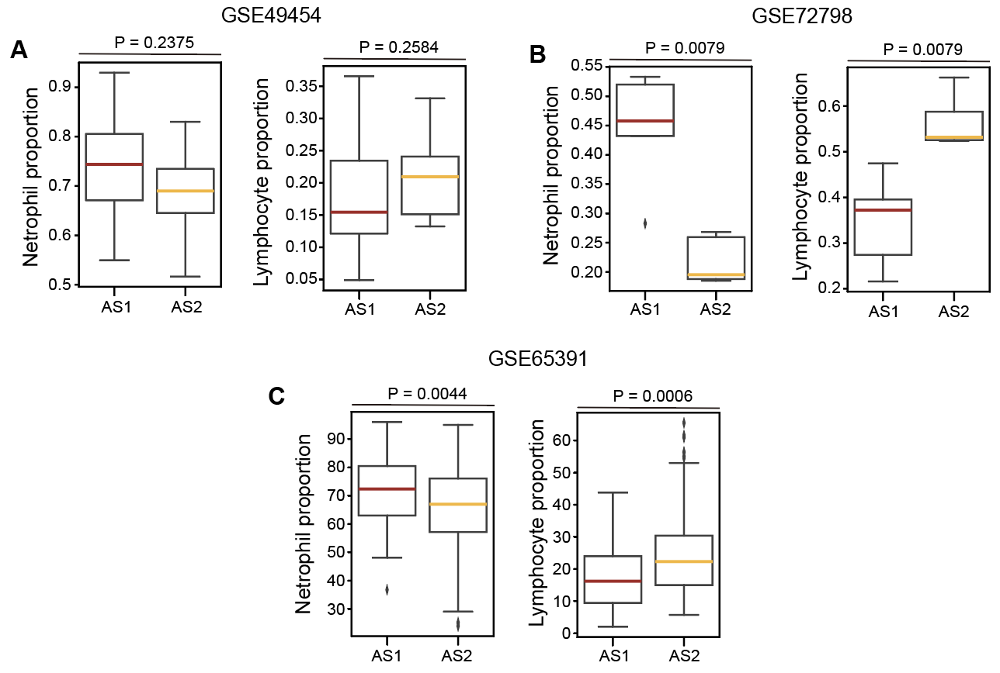 GSE49454
GSE72798
A
P = 0.2375
P = 0.2584
B
P = 0.0079
P = 0.0079
Netrophil proportion
0.9
0.8
0.7
0.6
0.5
AS1
AS2
Lymphocyte proportion
0.35
0.30
0.25
0.20
0.15
0.10
0.05
AS1
AS2
Netrophil proportion
0.55
0.50
0.45
0.40
0.35
0.30
0.25
0.20
AS1
AS2
Lymphocyte proportion
0.6
0.5
0.4
0.3
0.2
AS1
AS2
GSE65391
C
P = 0.0044
P = 0.0006
Netrophil proportion
90
80
70
60
50
40
30
AS1
AS2
Lymphocyte proportion
60
50
40
30
20
10
0
AS1
AS2